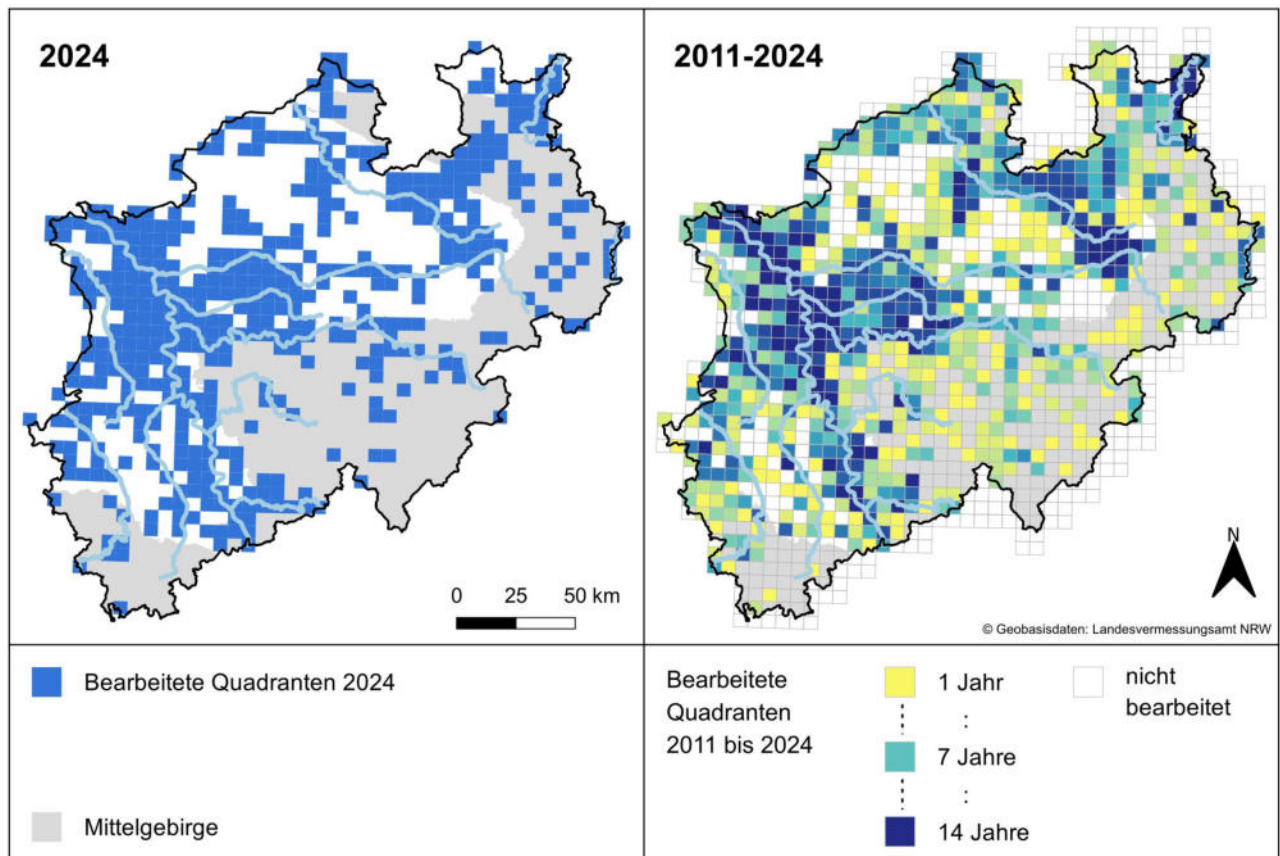 2024
0 25 50 km
2011-2024
N
© Geobasisdaten: Landesvermessungsamt NRW
Bearbeitete Quadranten 2024
Mittelgebirge
Bearbeitete
Quadranten
2011 bis 2024
1 Jahr
:
7 Jahre
:
14 Jahre
nicht
bearbeitet